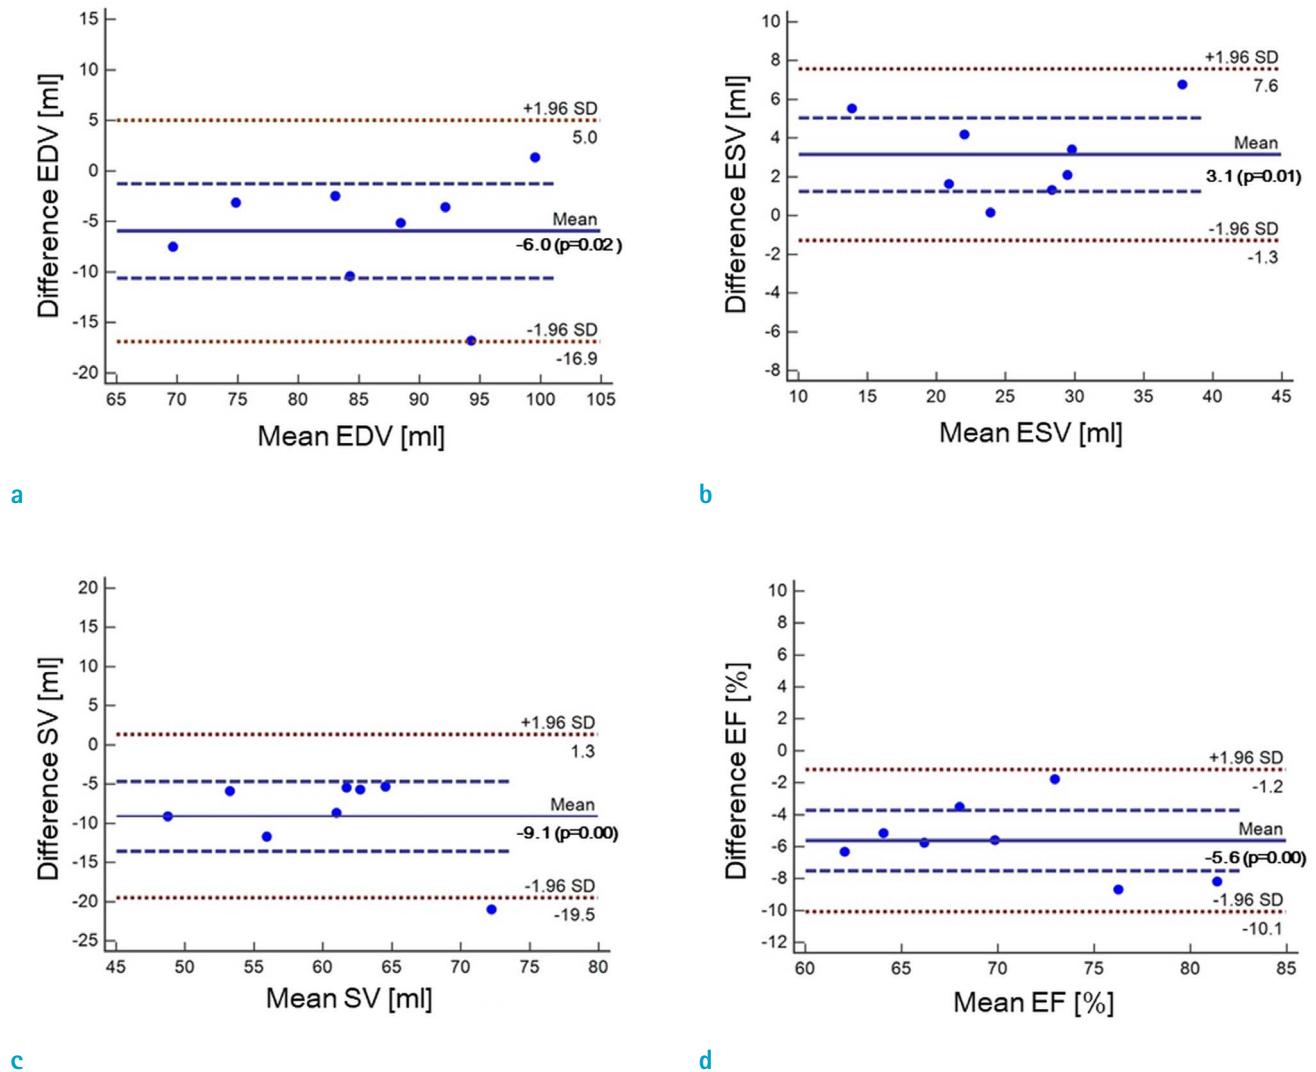 15
10
5
0
-5
-10
-15
-20
Difference EDV [ml]
+1.96 SD
5.0
Mean
-6.0 (p=0.02 )
-1.96 SD
-16.9
65 70 75 80 85 90 95 100 105
Mean EDV [ml]
a
10
8
6
4
2
0
-2
-4
-6
-8
Difference ESV [ml]
+1.96 SD
7.6
Mean
3.1 (p=0.01)
-1.96 SD
-1.3
10 15 20 25 30 35 40 45
Mean ESV [ml]
b
20
15
10
5
0
-5
-10
-15
-20
-25
Difference SV [ml]
+1.96 SD
1.3
Mean
-9.1 (p=0.00)
-1.96 SD
-19.5
45 50 55 60 65 70 75 80
Mean SV [ml]
c
10
8
6
4
2
0
-2
-4
-6
-8
-10
-12
Difference EF [%]
+1.96 SD
-1.2
Mean
-5.6 (p=0.00)
-1.96 SD
-10.1
60 65 70 75 80 85
Mean EF [%]
d